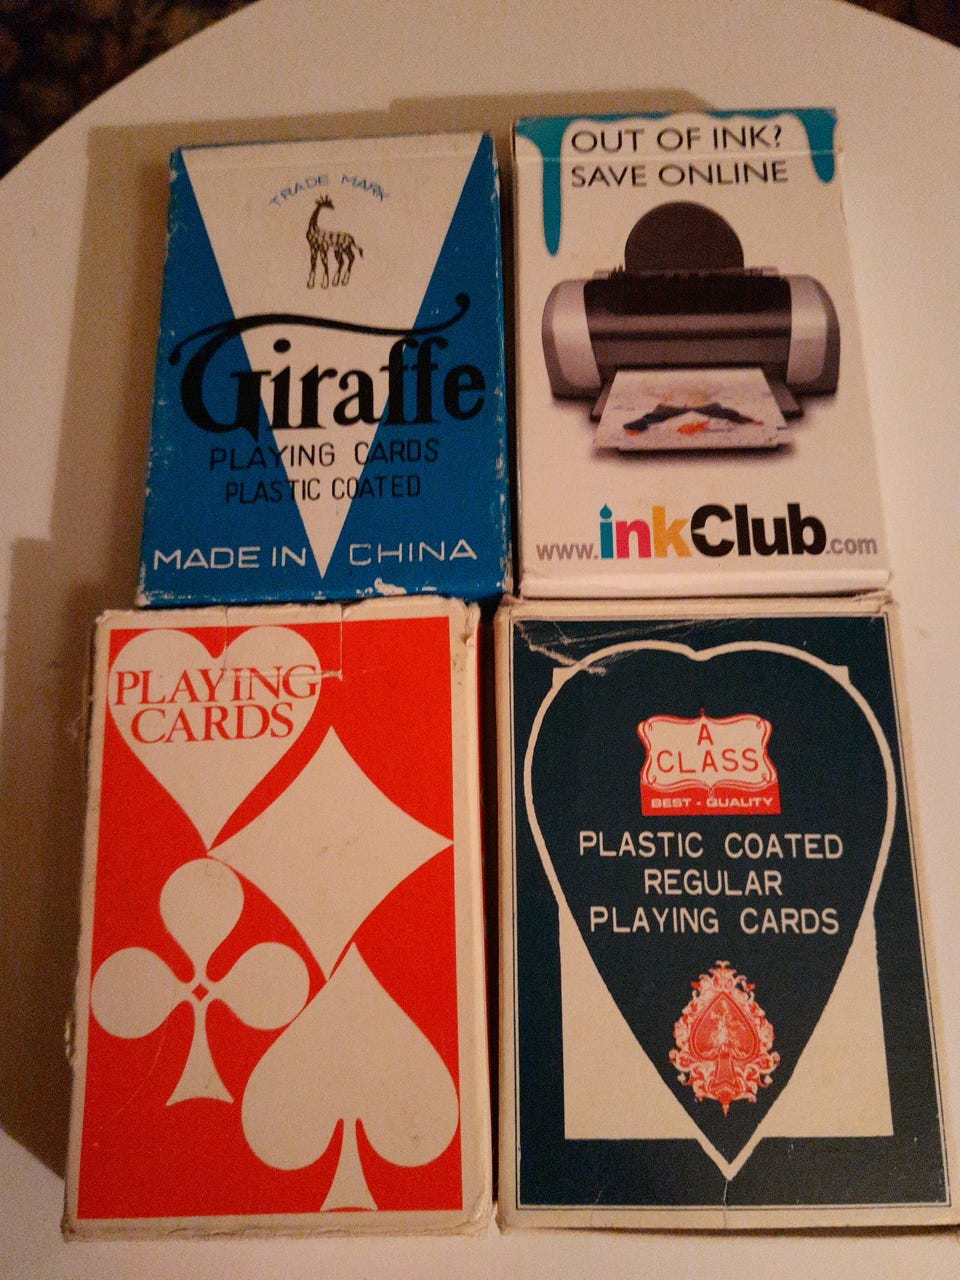 TRADE MARK
Giraffe
PLAYING CARDS
PLASTIC COATED
MADE IN CHINA
OUT OF INK?
SAVE ONLINE
www.inkClub.com
PLAYING
CARDS
A
CLASS
BEST - QUALITY
PLASTIC COATED
REGULAR
PLAYING CARDS